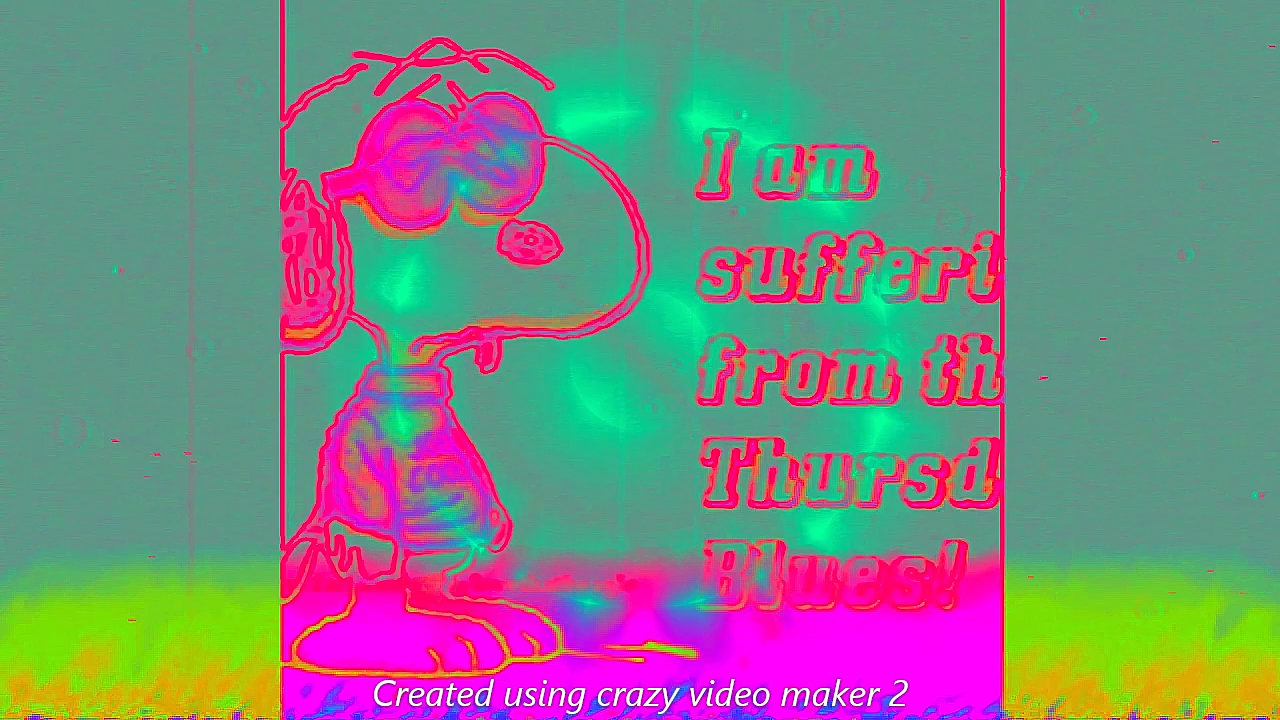 I am
sufferi
from th
Thursd
Blues!
Created using crazy video maker 2